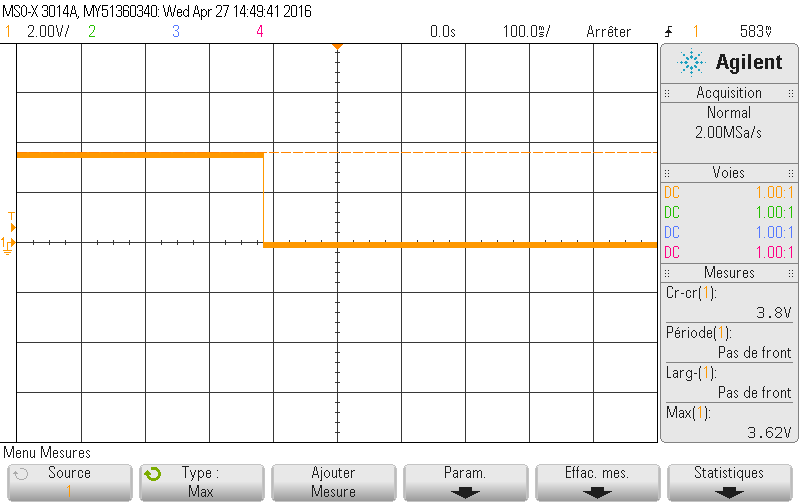 MSO-X 3014A, MY51360340: Wed Apr 27 14:49:41 2016
1 2.00V/ 2 3 4 0.0s 100.0ms/ Arrêter 1 583mV
Agilent
Acquisition
Normal
2.00MSa/s
Voies
DC 1.00:1
DC 1.00:1
DC 1.00:1
DC 1.00:1
Mesures
Cr-cr(1):
3.8V
Période(1):
Pas de front
Larg-(1):
Pas de front
Max(1):
3.62V
T
1
Menu Mesures
Source
1
Type :
Max
Ajouter
Mesure
Param.
Effac. mes.
Statistiques